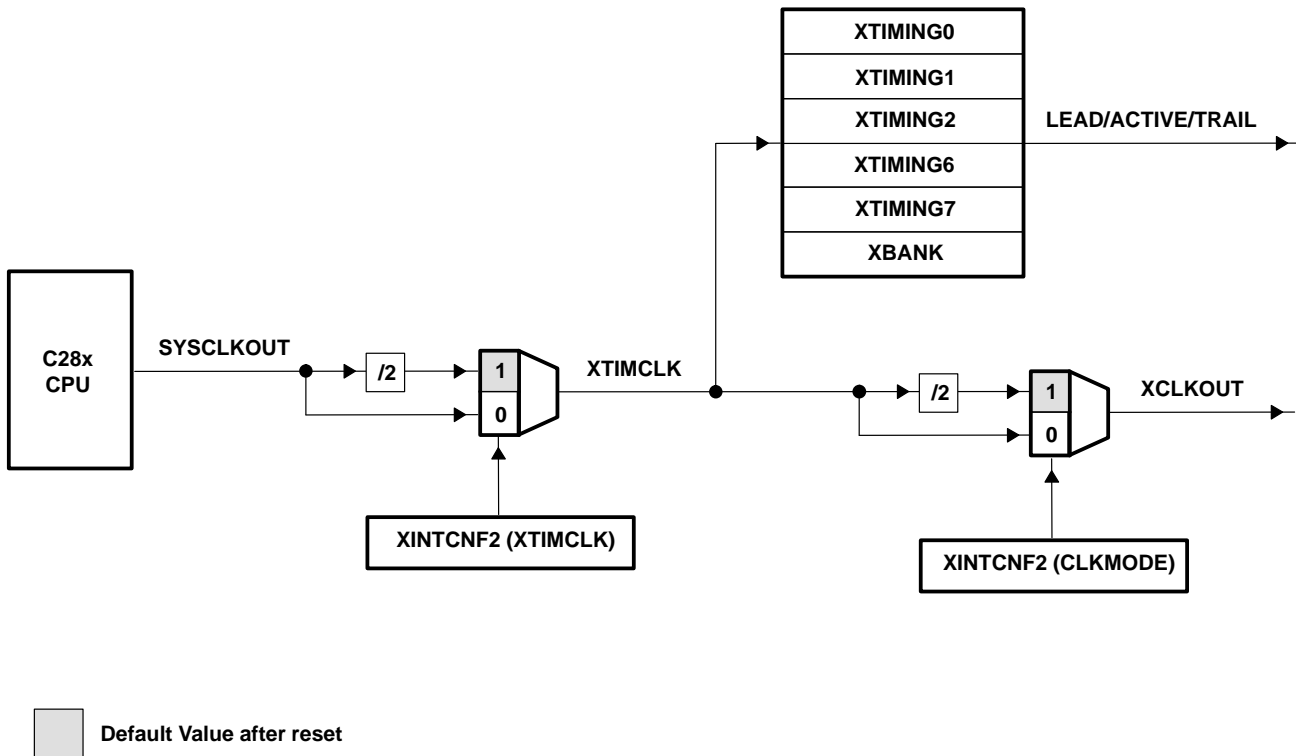 XTIMING0
XTIMING1
XTIMING2
LEAD/ACTIVE/TRAIL
XTIMING6
XTIMING7
XBANK
C28x
CPU
SYSCLKOUT
/2
1
0
XTIMCLK
/2
1
0
XCLKOUT
XINTCNF2 (XTIMCLK)
XINTCNF2 (CLKMODE)
Default Value after reset